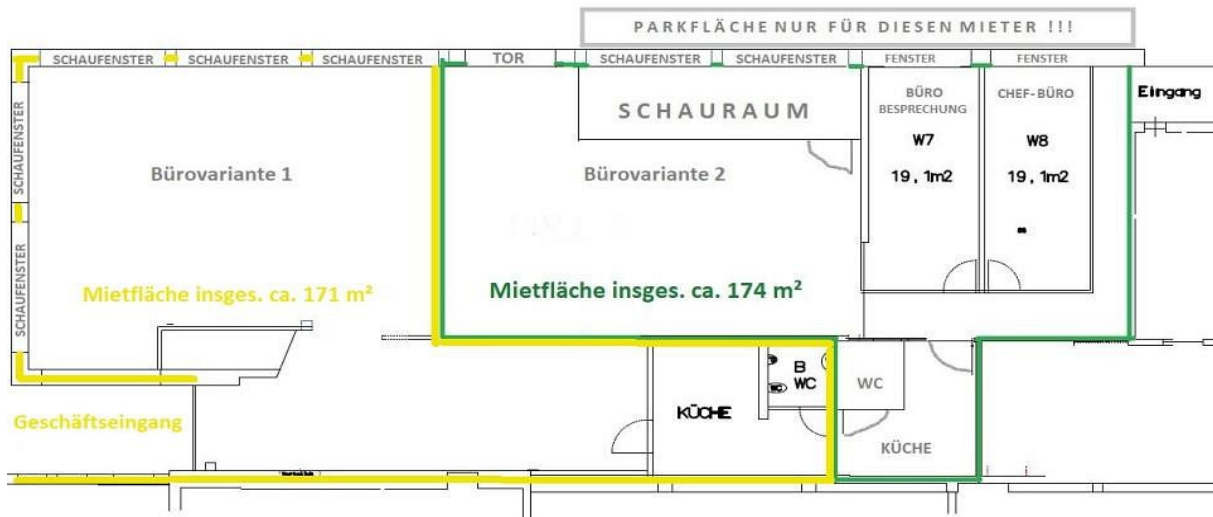 PARKFLÄCHE NUR FÜR DIESEN MIETER !!!
SCHAUFENSTER
SCHAUFENSTER
SCHAUFENSTER
TOR
SCHAUFENSTER
SCHAUFENSTER
FENSTER
FENSTER
SCHAUFENSTER
SCHAUFENSTER
SCHAUFENSTER
SCHAURAUM
BÜRO
BESPRECHUNG
W7
19,1m2
CHEF-BÜRO
W8
19,1m2
Eingang
Bürovariante 1
Bürovariante 2
Mietfläche insges. ca. 171 m²
Mietfläche insges. ca. 174 m²
Geschäftseingang
KÜCHE
B
WC
WC
WC
KÜCHE